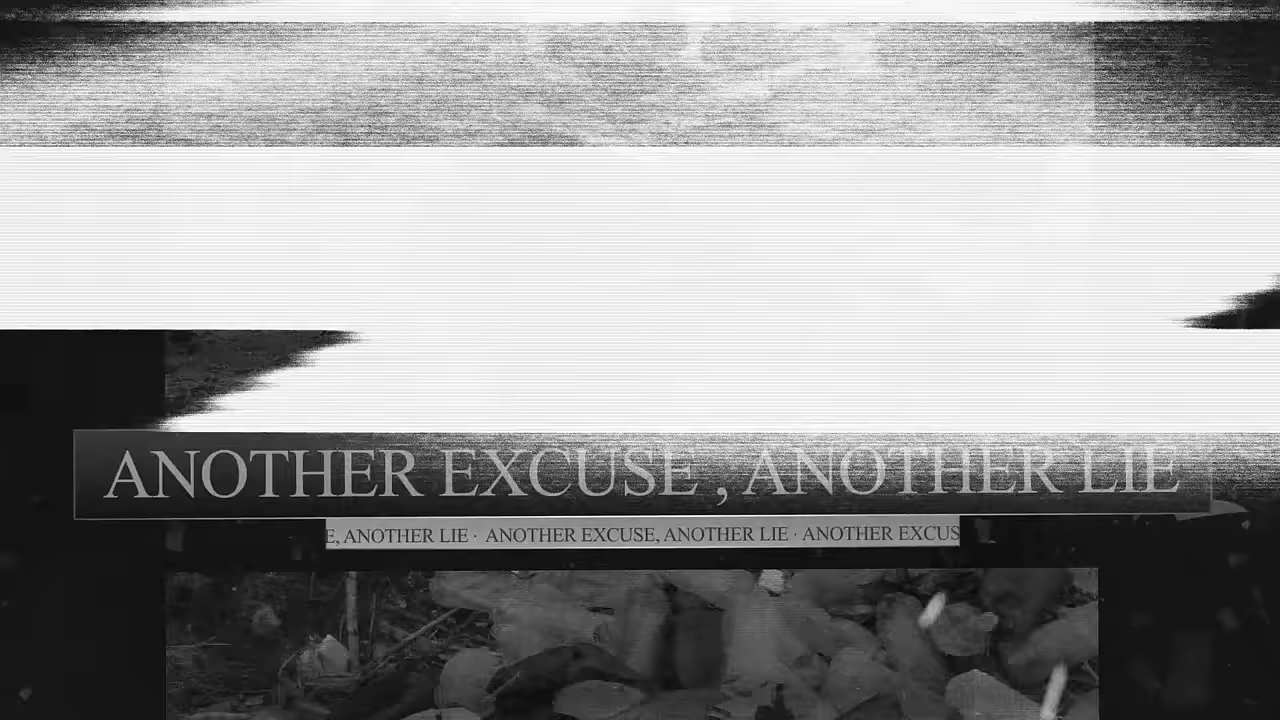 ANOTHER EXCUSE , ANOTHER LIE
E, ANOTHER LIE · ANOTHER EXCUSE, ANOTHER LIE · ANOTHER EXCUS